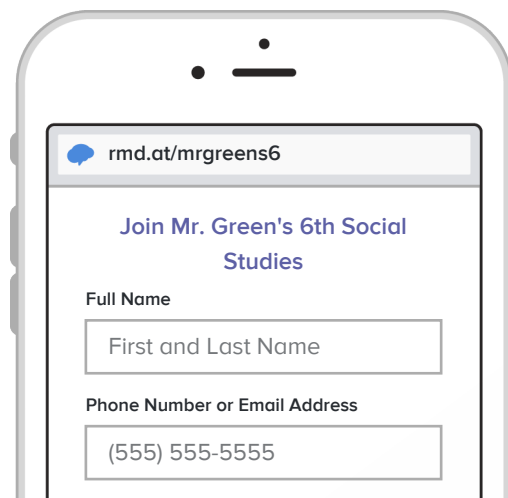 rmd.at/mrgreens6
Join Mr. Green's 6th Social
Studies
Full Name
First and Last Name
Phone Number or Email Address
(555) 555-5555